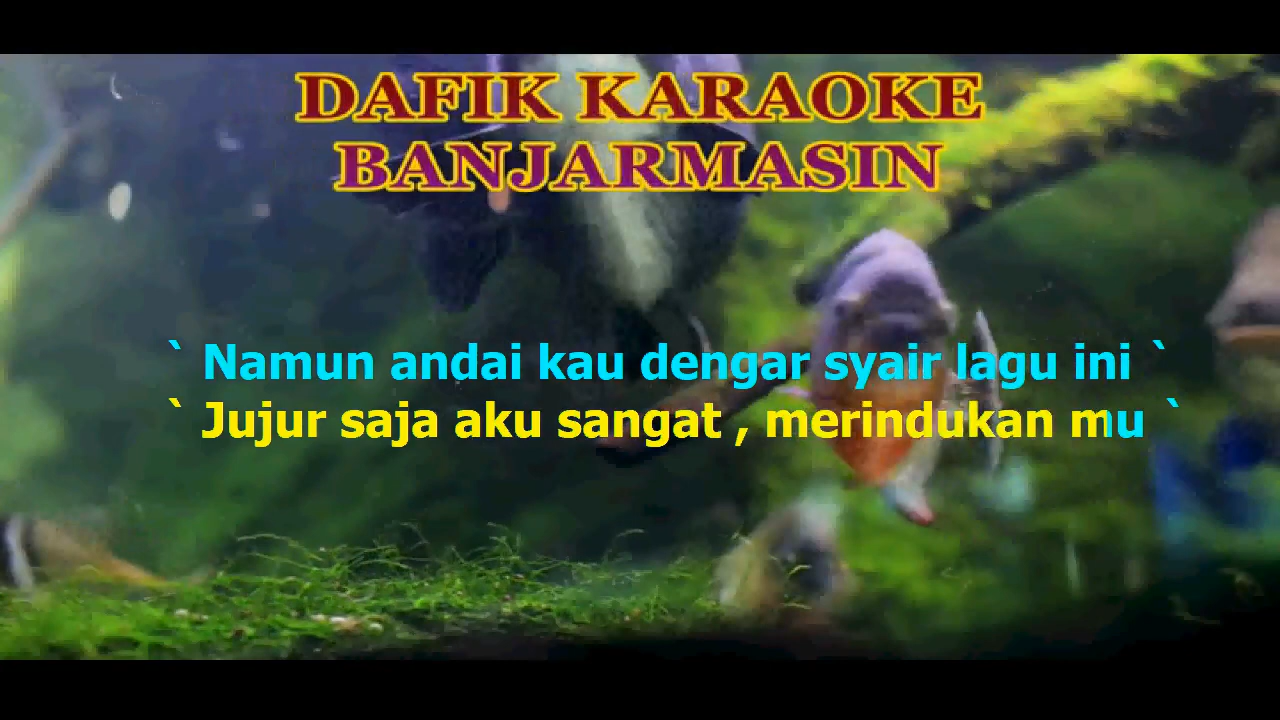 DAFIK KARAOKE
BANJARMASIN
` Namun andai kau dengar syair lagu ini `
` Jujur saja aku sangat , merindukan mu `